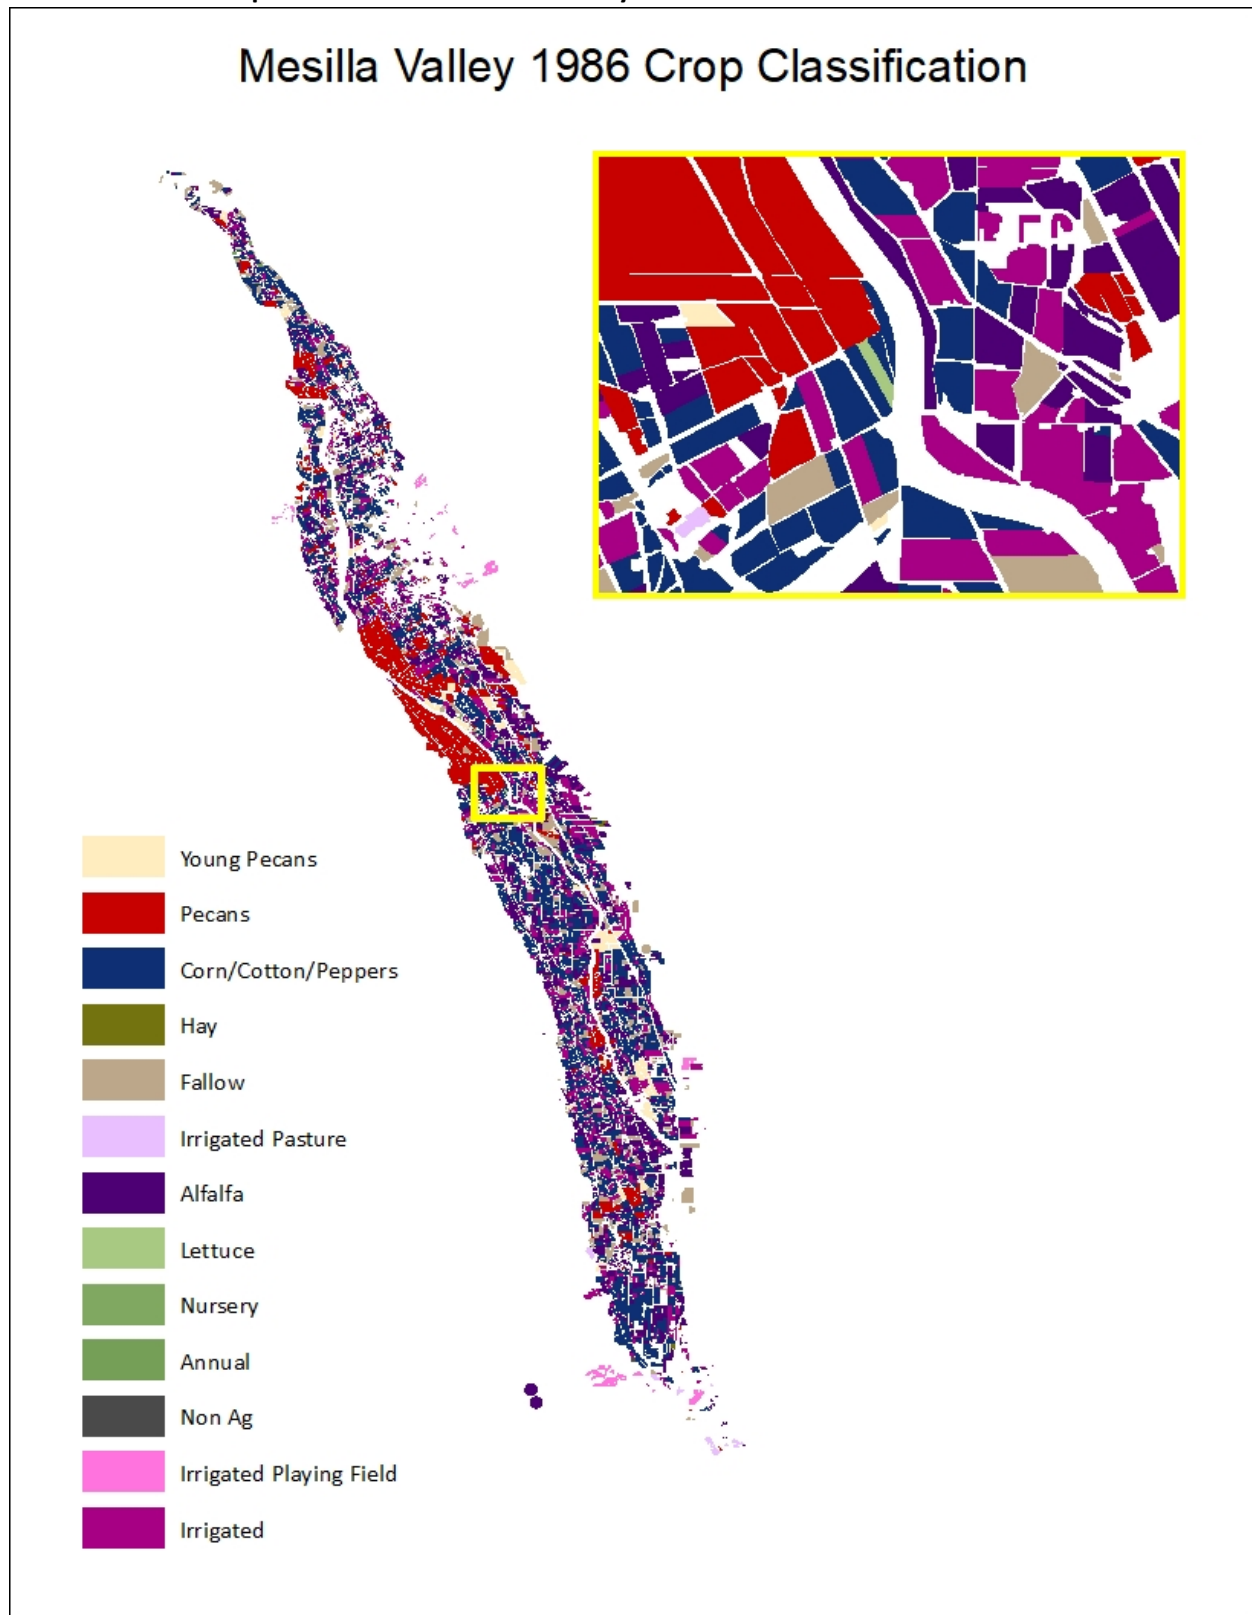 Mesilla Valley 1986 Crop Classification
Young Pecans
Pecans
Corn/Cotton/Peppers
Hay
Fallow
Irrigated Pasture
Alfalfa
Lettuce
Nursery
Annual
Non Ag
Irrigated Playing Field
Irrigated